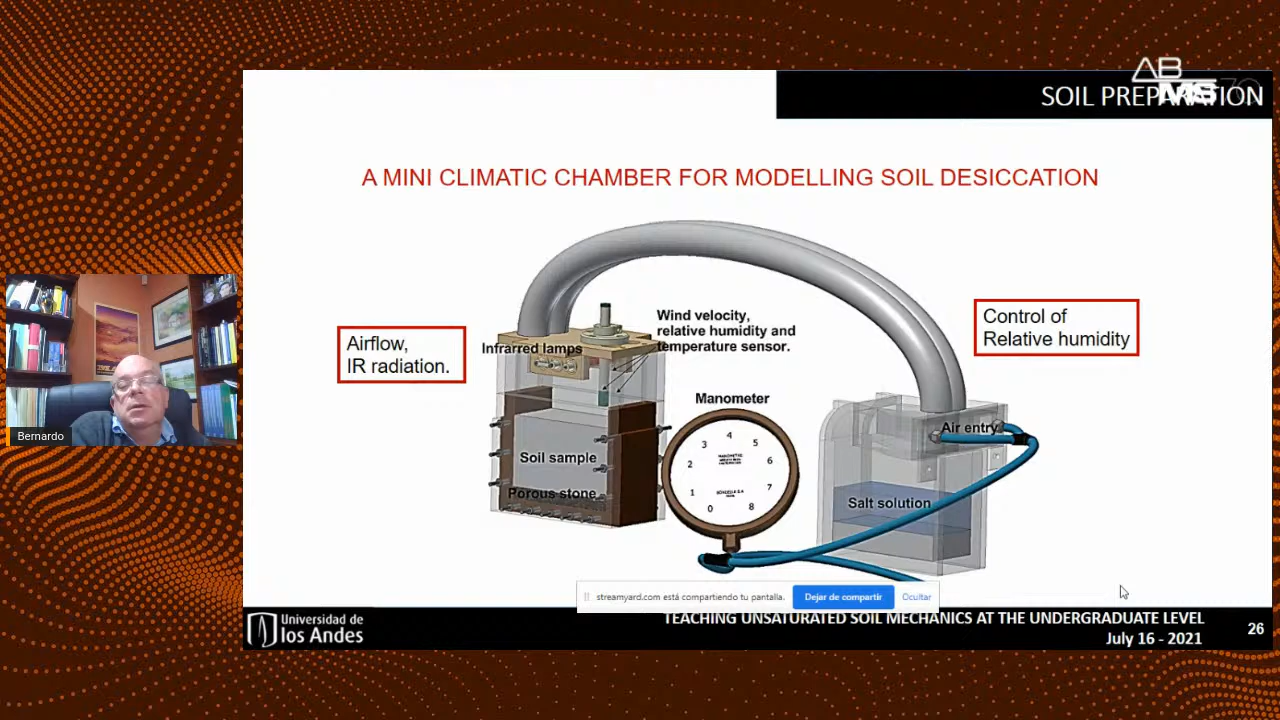 ABMS70
SOIL PREPARATION
A MINI CLIMATIC CHAMBER FOR MODELLING SOIL DESICCATION
Airflow,
IR radiation.
Infrarred lamps
Wind velocity,
relative humidity and
temperature sensor.
Control of
Relative humidity
Manometer
Air entry
Soil sample
Porous stone
0
1
2
3
4
5
6
7
8
Salt solution
Bernardo
streamyard.com está compartiendo tu pantalla.
Dejar de compartir
Ocultar
Universidad de
los Andes
TEACHING UNSATURATED SOIL MECHANICS AT THE UNDERGRADUATE LEVEL
July 16 - 2021
26